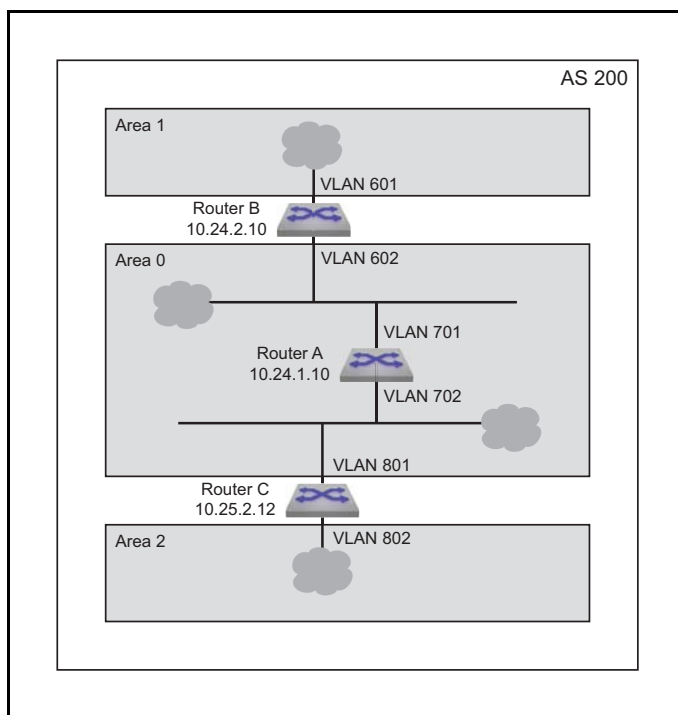 AS 200
Area 1
VLAN 601
Router B
10.24.2.10
Area 0
VLAN 602
VLAN 701
Router A
10.24.1.10
VLAN 702
VLAN 801
Router C
10.25.2.12
Area 2
VLAN 802